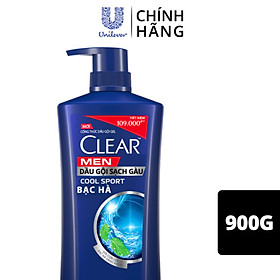 Unilever
CHÍNH
HÃNG
TIẾT KIỆM
109.000
MỚI
CÔNG THỨC DẦU GỘI GEL
CLEAR
MEN
DẦU GỘI SẠCH GÀU
COOL SPORT
BẠC HÀ
900G